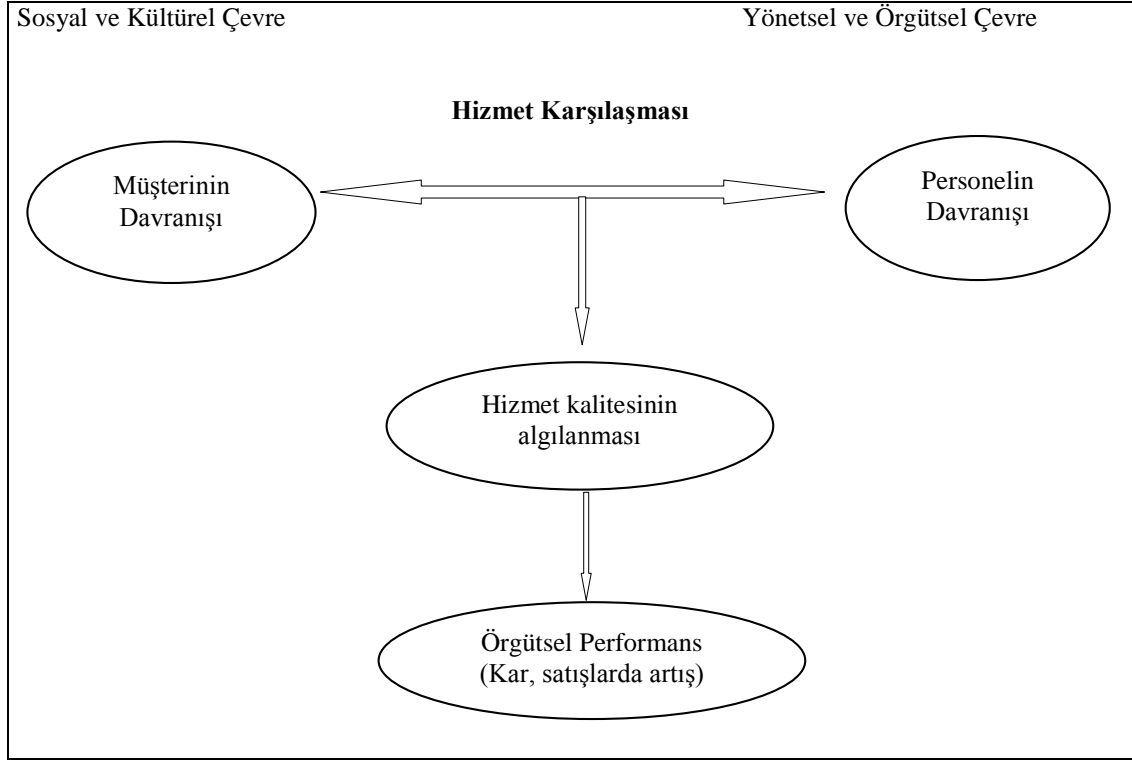 Sosyal ve Kültürel Çevre
Yönetsel ve Örgütsel Çevre
Hizmet Karşılaşması
Müşterinin
Davranışı
Personelin
Davranışı
Hizmet kalitesinin
algılanması
Örgütsel Performans
(Kar, satışlarda artış)